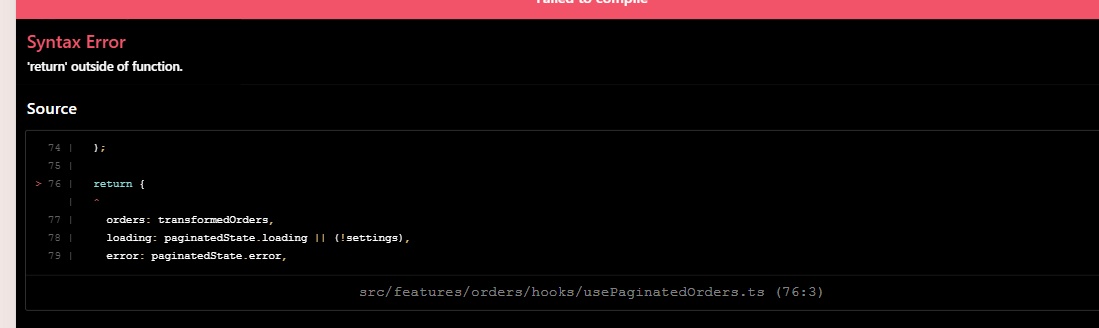 Failed to compile
Syntax Error
'return' outside of function.
Source
74 | );
75 |
> 76 | return {
| ^
77 | orders: transformedOrders,
78 | loading: paginatedState.loading || (!settings),
79 | error: paginatedState.error,
src/features/orders/hooks/usePaginatedOrders.ts (76:3)